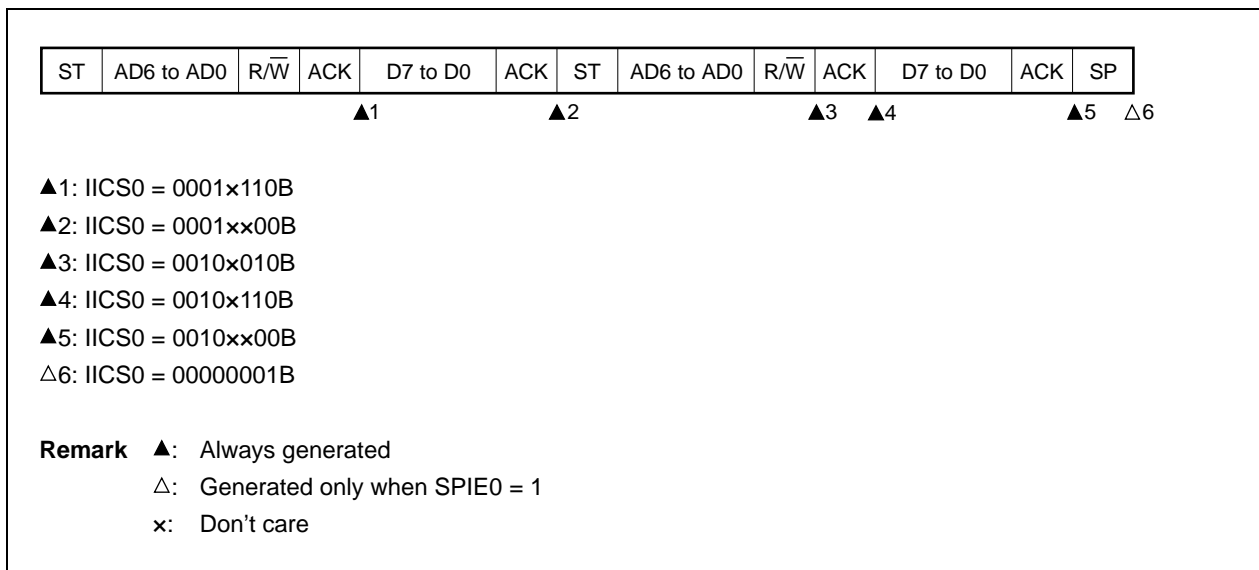 ST AD6 to AD0 R/W̅ ACK D7 to D0 ACK ST AD6 to AD0 R/W̅ ACK D7 to D0 ACK SP
▲1 ▲2 ▲3 ▲4 ▲5 △6
▲1: IICS0 = 0001×110B
▲2: IICS0 = 0001××00B
▲3: IICS0 = 0010×010B
▲4: IICS0 = 0010×110B
▲5: IICS0 = 0010××00B
△6: IICS0 = 00000001B
Remark ▲: Always generated
△: Generated only when SPIE0 = 1
×: Don't care